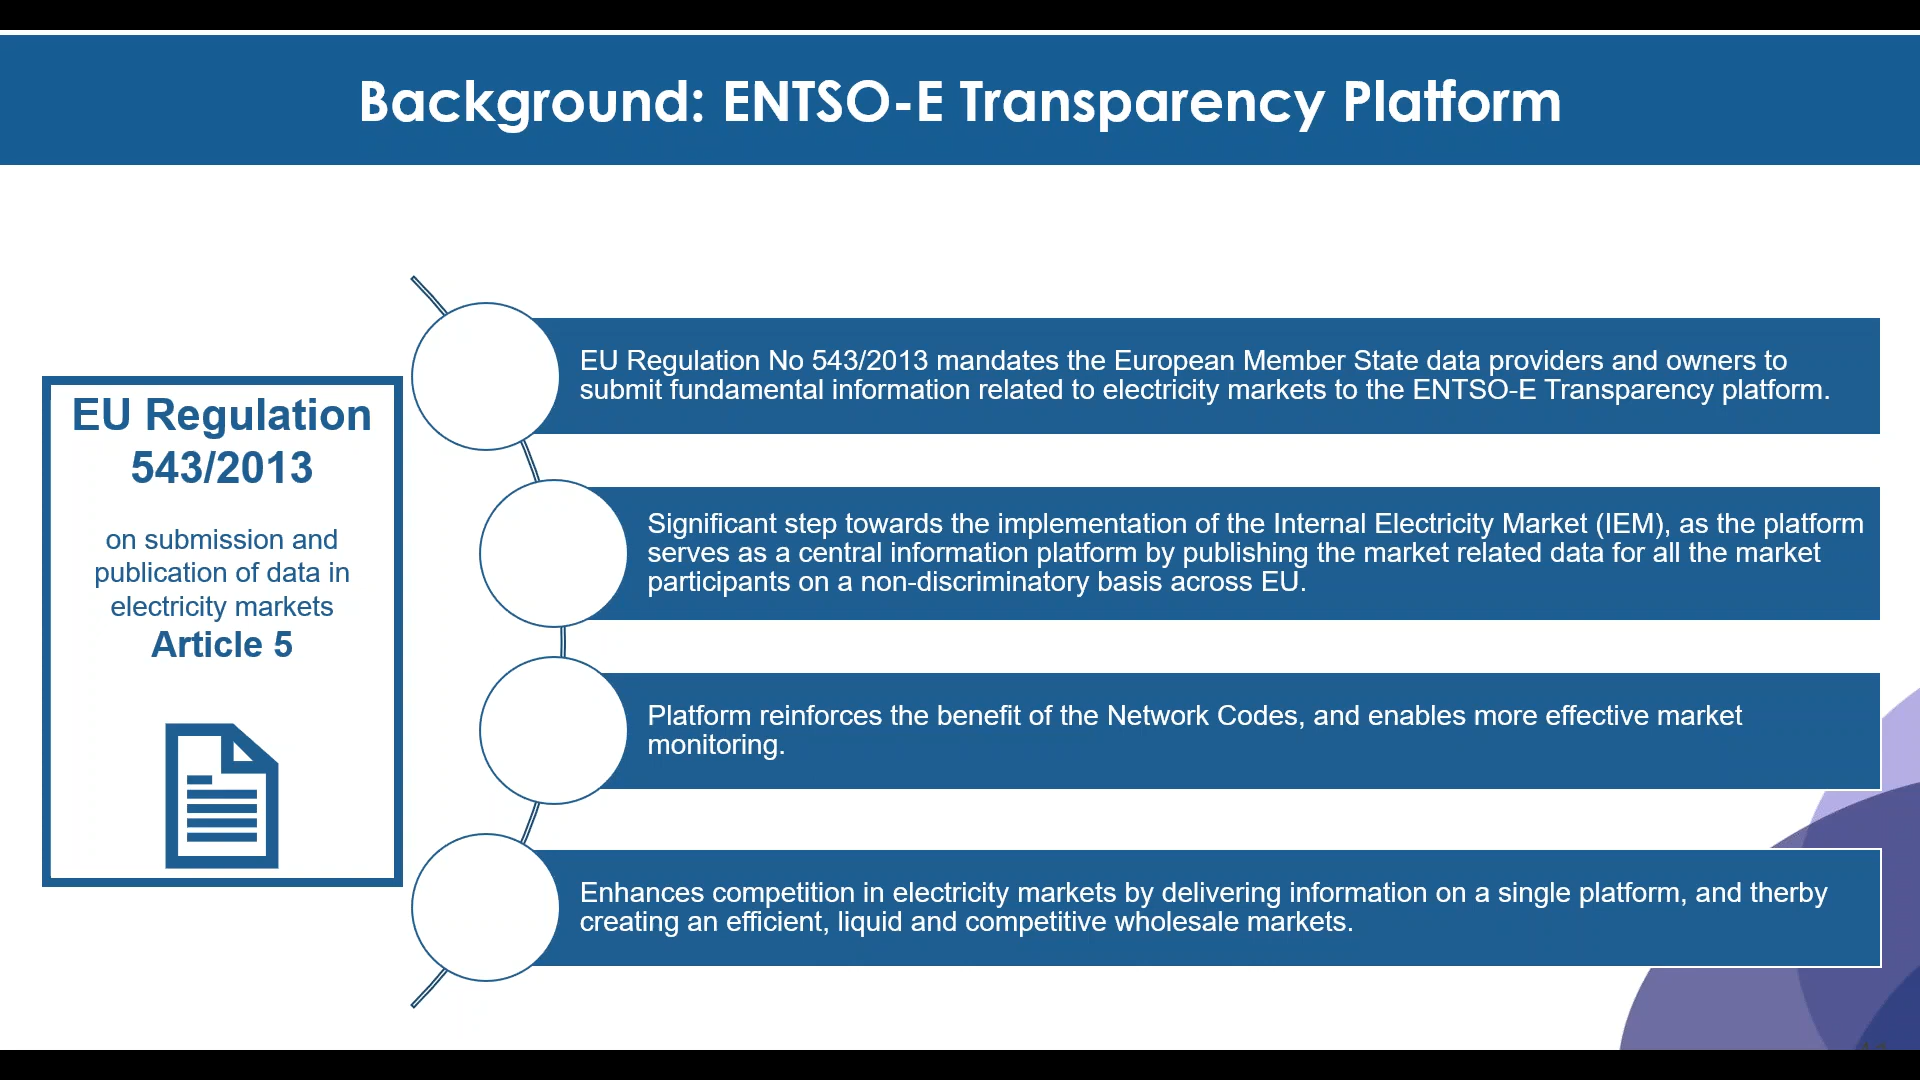 Background: ENTSO-E Transparency Platform
EU Regulation
543/2013
on submission and
publication of data in
electricity markets
Article 5
EU Regulation No 543/2013 mandates the European Member State data providers and owners to
submit fundamental information related to electricity markets to the ENTSO-E Transparency platform.
Significant step towards the implementation of the Internal Electricity Market (IEM), as the platform
serves as a central information platform by publishing the market related data for all the market
participants on a non-discriminatory basis across EU.
Platform reinforces the benefit of the Network Codes, and enables more effective market
monitoring.
Enhances competition in electricity markets by delivering information on a single platform, and therby
creating an efficient, liquid and competitive wholesale markets.